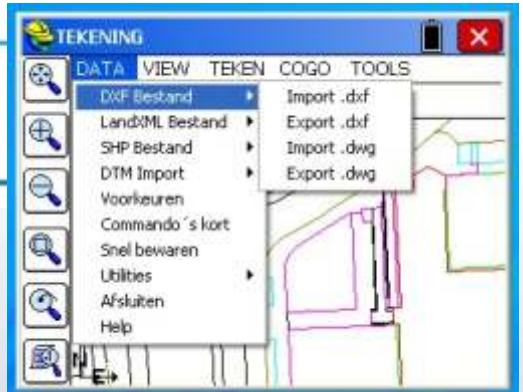 TEKENING
DATA VIEW TEKEN COGO TOOLS
DXF Bestand
LandXML Bestand
SHP Bestand
DTM Import
Voorkeuren
Commando´s kort
Snel bewaren
Utilities
Afsluiten
Help
Import .dxf
Export .dxf
Import .dwg
Export .dwg
N
E